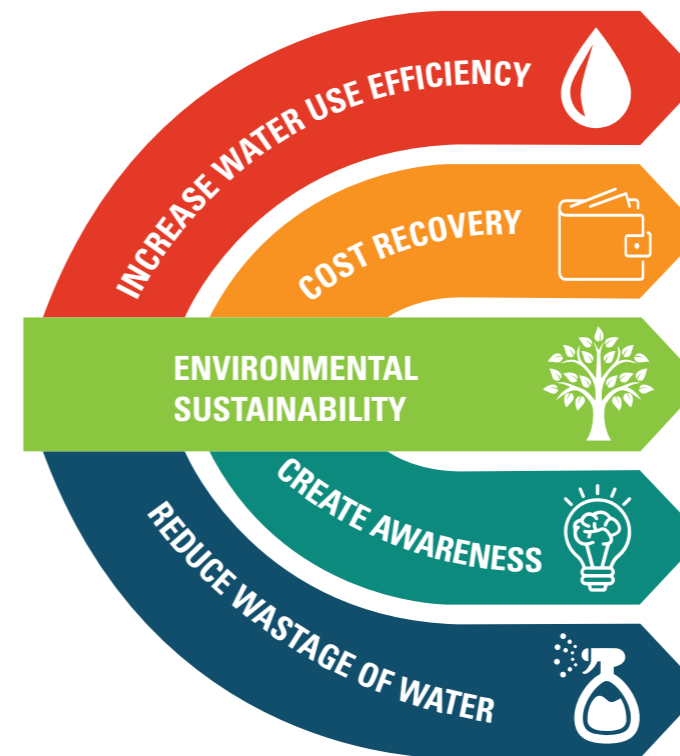 INCREASE WATER USE EFFICIENCY
COST RECOVERY
ENVIRONMENTAL
SUSTAINABILITY
CREATE AWARENESS
REDUCE WASTAGE OF WATER